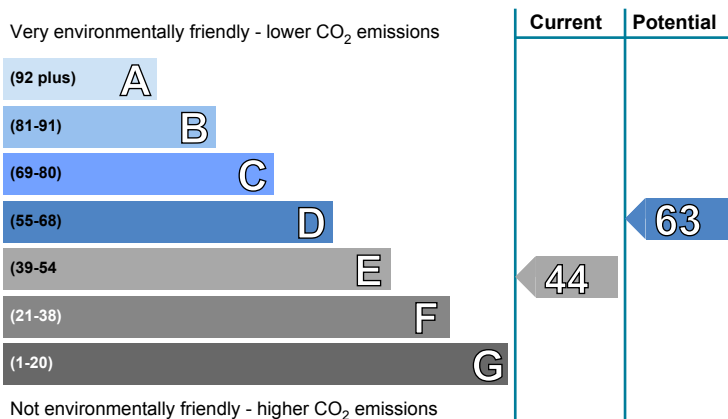 Current Potential
Very environmentally friendly - lower CO2 emissions
(92 plus) A
(81-91) B
(69-80) C
(55-68) D
63
(39-54 E
44
(21-38) F
(1-20) G
Not environmentally friendly - higher CO2 emissions